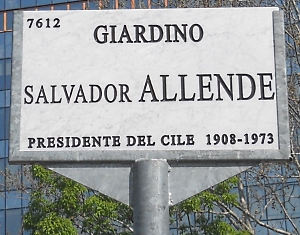 7612
GIARDINO
SALVADOR ALLENDE
PRESIDENTE DEL CILE 1908-1973